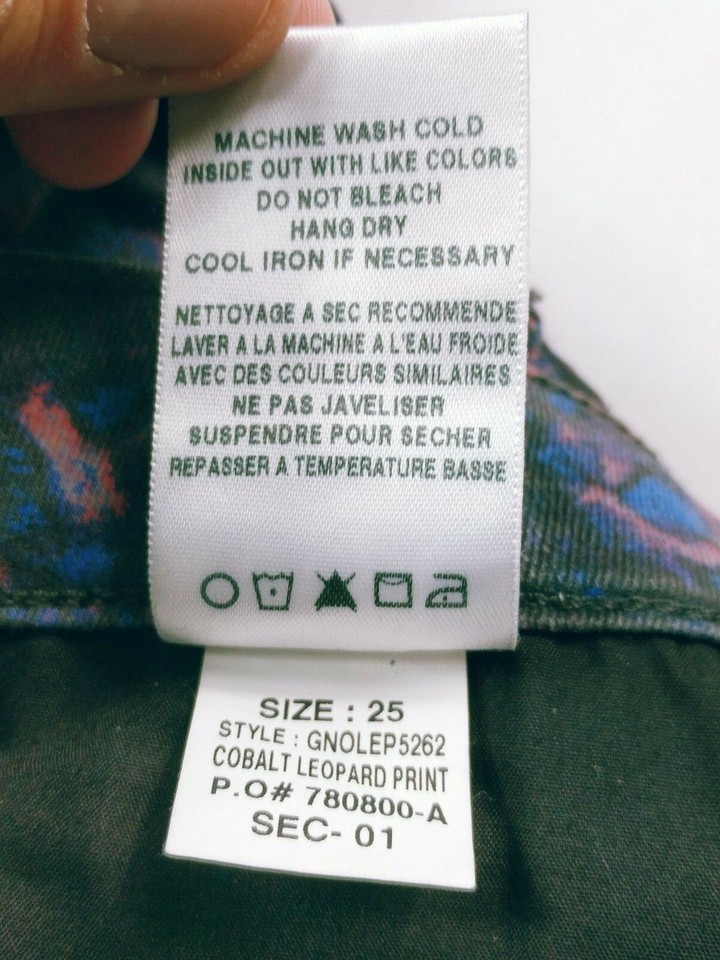 MACHINE WASH COLD
INSIDE OUT WITH LIKE COLORS
DO NOT BLEACH
HANG DRY
COOL IRON IF NECESSARY
NETTOYAGE A SEC RECOMMENDE
LAVER A LA MACHINE A L'EAU FROIDE
AVEC DES COULEURS SIMILAIRES
NE PAS JAVELISER
SUSPENDRE POUR SECHER
REPASSER A TEMPERATURE BASSE
SIZE : 25
STYLE : GNOLEP5262
COBALT LEOPARD PRINT
P.O# 780800-A
SEC- 01